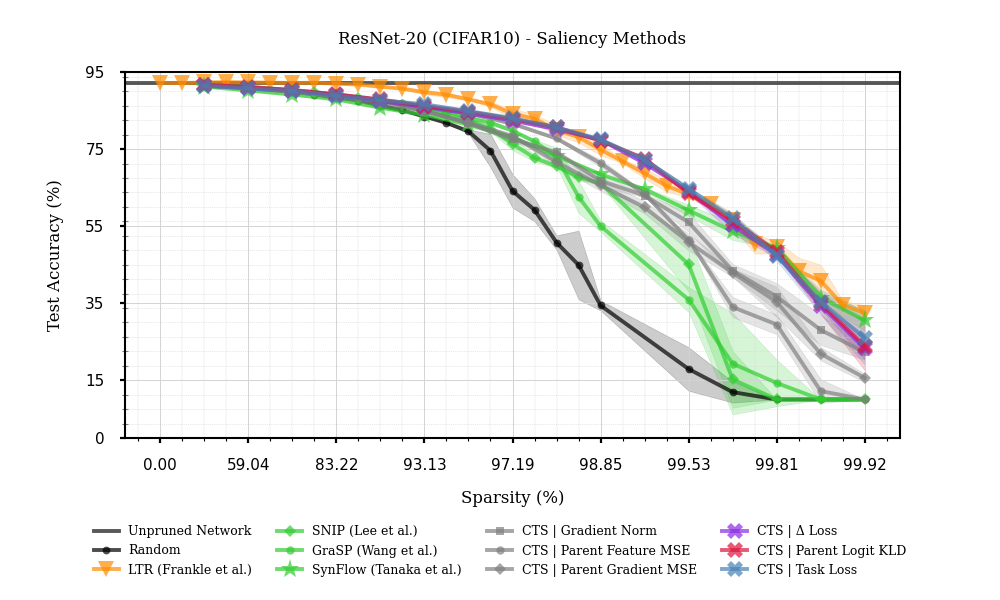 ResNet-20 (CIFAR10) - Saliency Methods
95
75
55
35
15
0
Test Accuracy (%)
0.00 59.04 83.22 93.13 97.19 98.85 99.53 99.81 99.92
Sparsity (%)
Unpruned Network SNIP (Lee et al.) CTS | Gradient Norm CTS | Δ Loss
Random GraSP (Wang et al.) CTS | Parent Feature MSE CTS | Parent Logit KLD
LTR (Frankle et al.) SynFlow (Tanaka et al.) CTS | Parent Gradient MSE CTS | Task Loss